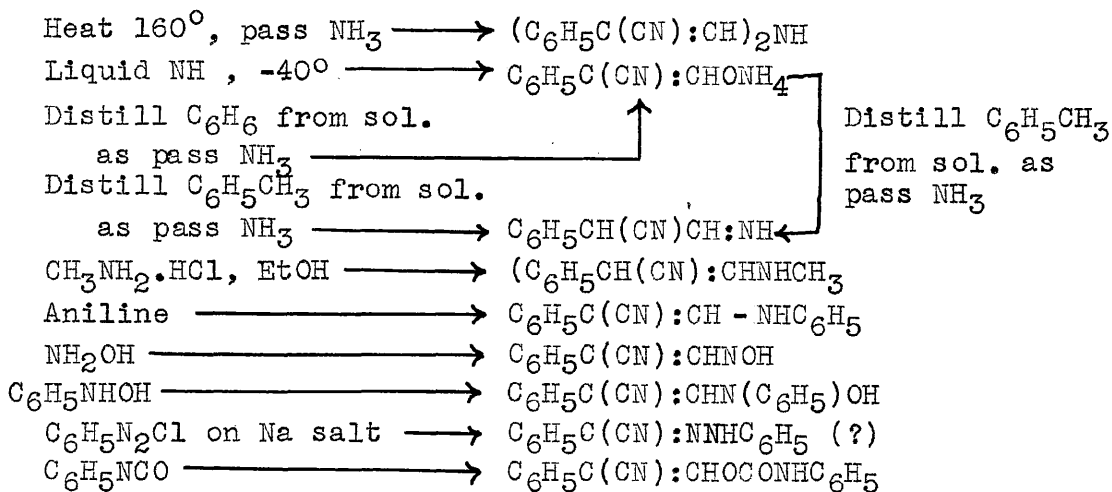 Heat 160°, pass NH₃ ⟶ (C₆H₅C(CN):CH)₂NH
Liquid NH , -40° ⟶ C₆H₅C(CN):CHONH₄
Distill C₆H₆ from sol.
as pass NH₃
Distill C₆H₅CH₃ from sol.
as pass NH₃ ⟶ C₆H₅CH(CN)CH:NH
Distill C₆H₅CH₃
from sol. as
pass NH₃
CH₃NH₂.HCl, EtOH ⟶ (C₆H₅CH(CN):CHNHCH₃
Aniline ⟶ C₆H₅C(CN):CH - NHC₆H₅
NH₂OH ⟶ C₆H₅C(CN):CHNOH
C₆H₅NHOH ⟶ C₆H₅C(CN):CHN(C₆H₅)OH
C₆H₅N₂Cl on Na salt ⟶ C₆H₅C(CN):NNHC₆H₅ (?)
C₆H₅NCO ⟶ C₆H₅C(CN):CHOCONHC₆H₅